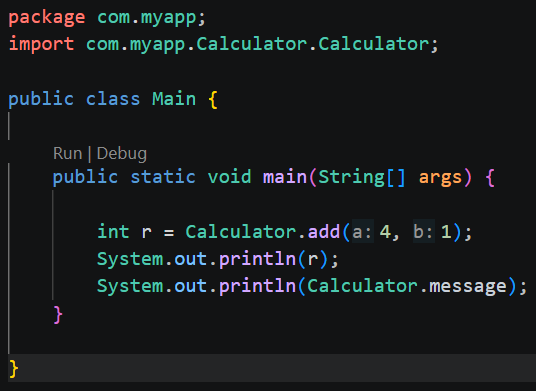 package com.myapp;
import com.myapp.Calculator.Calculator;
public class Main {
Run | Debug
public static void main(String[] args) {
int r = Calculator.add(a:4, b:1);
System.out.println(r);
System.out.println(Calculator.message);
}
}